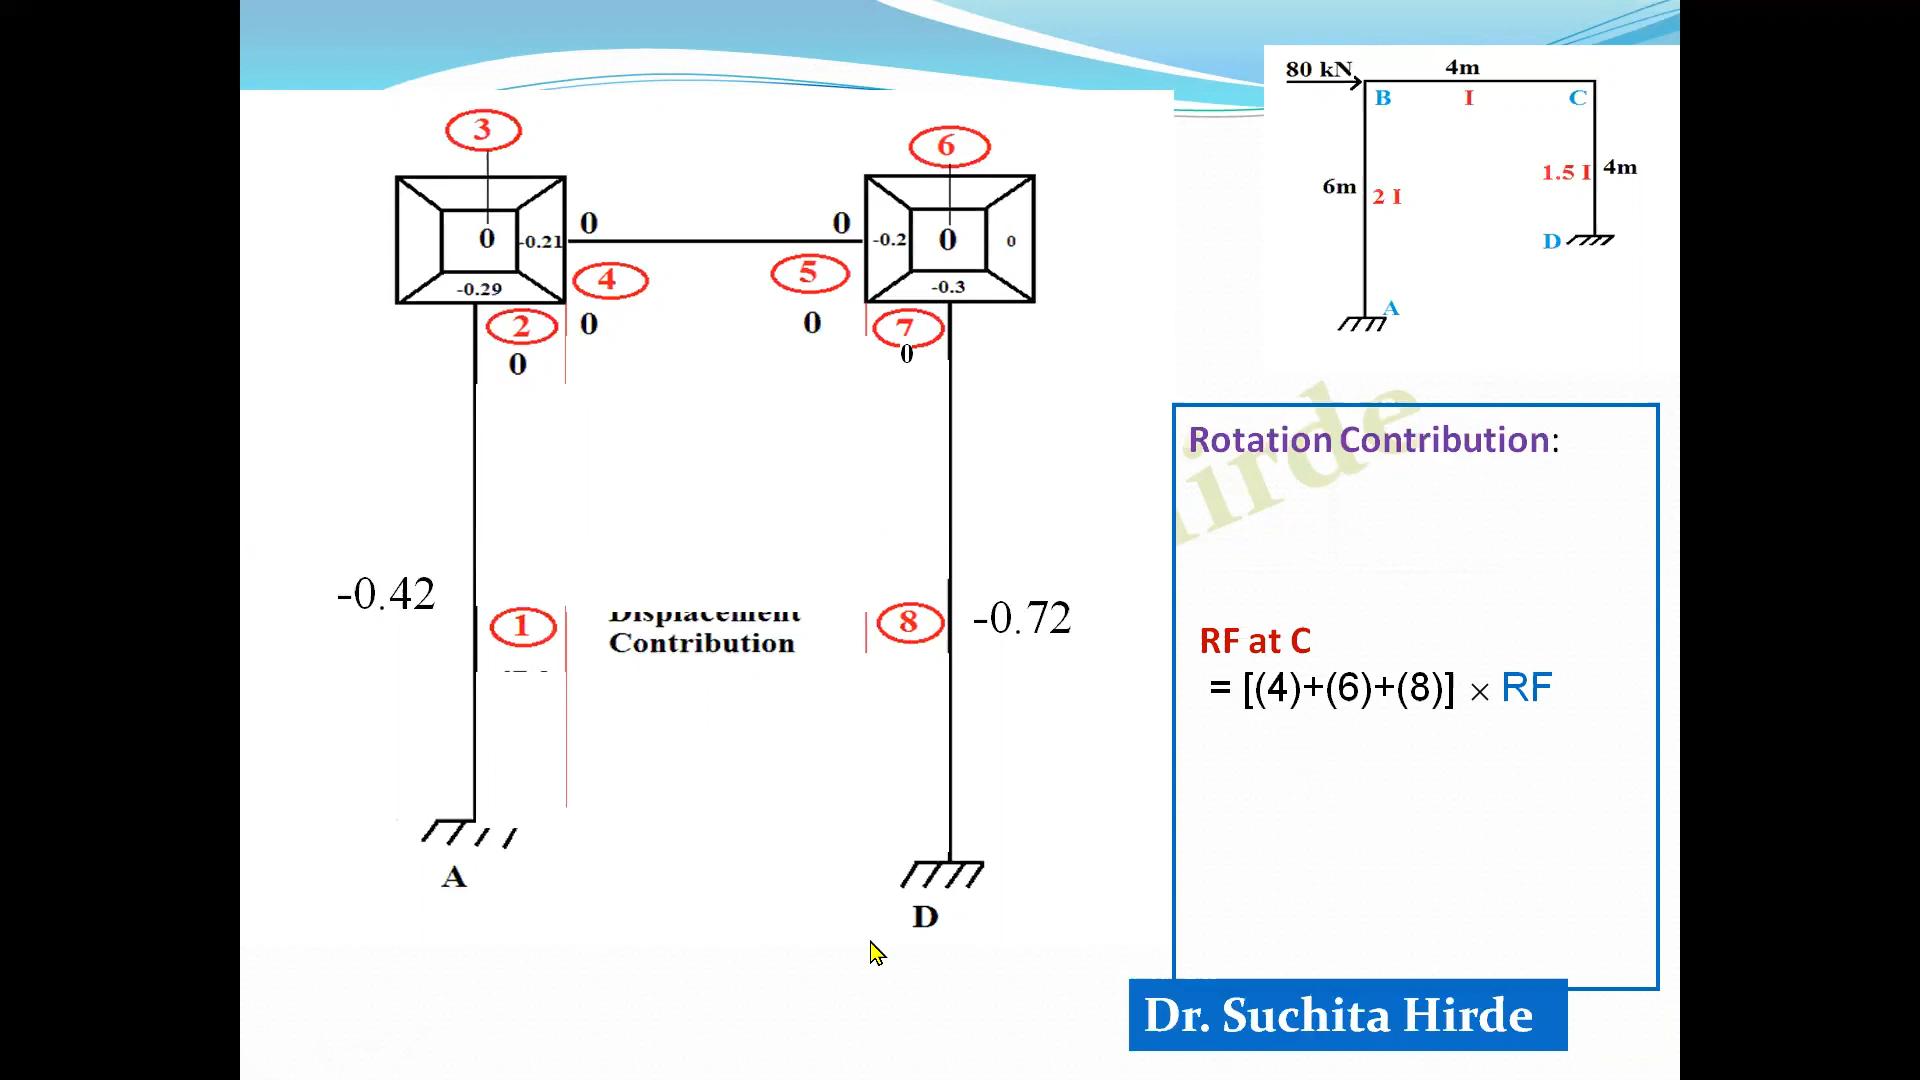 80 kN
4m
B
I
C
6m
2 I
1.5 I
4m
D
A
3
6
0
-0.21
0
0
-0.2
0
0
-0.29
4
5
-0.3
2
0
0
7
0
0
-0.42
1
Displacement
Contribution
8
-0.72
A
D
Rotation Contribution:
RF at C
= [(4)+(6)+(8)] × RF
Dr. Suchita Hirde